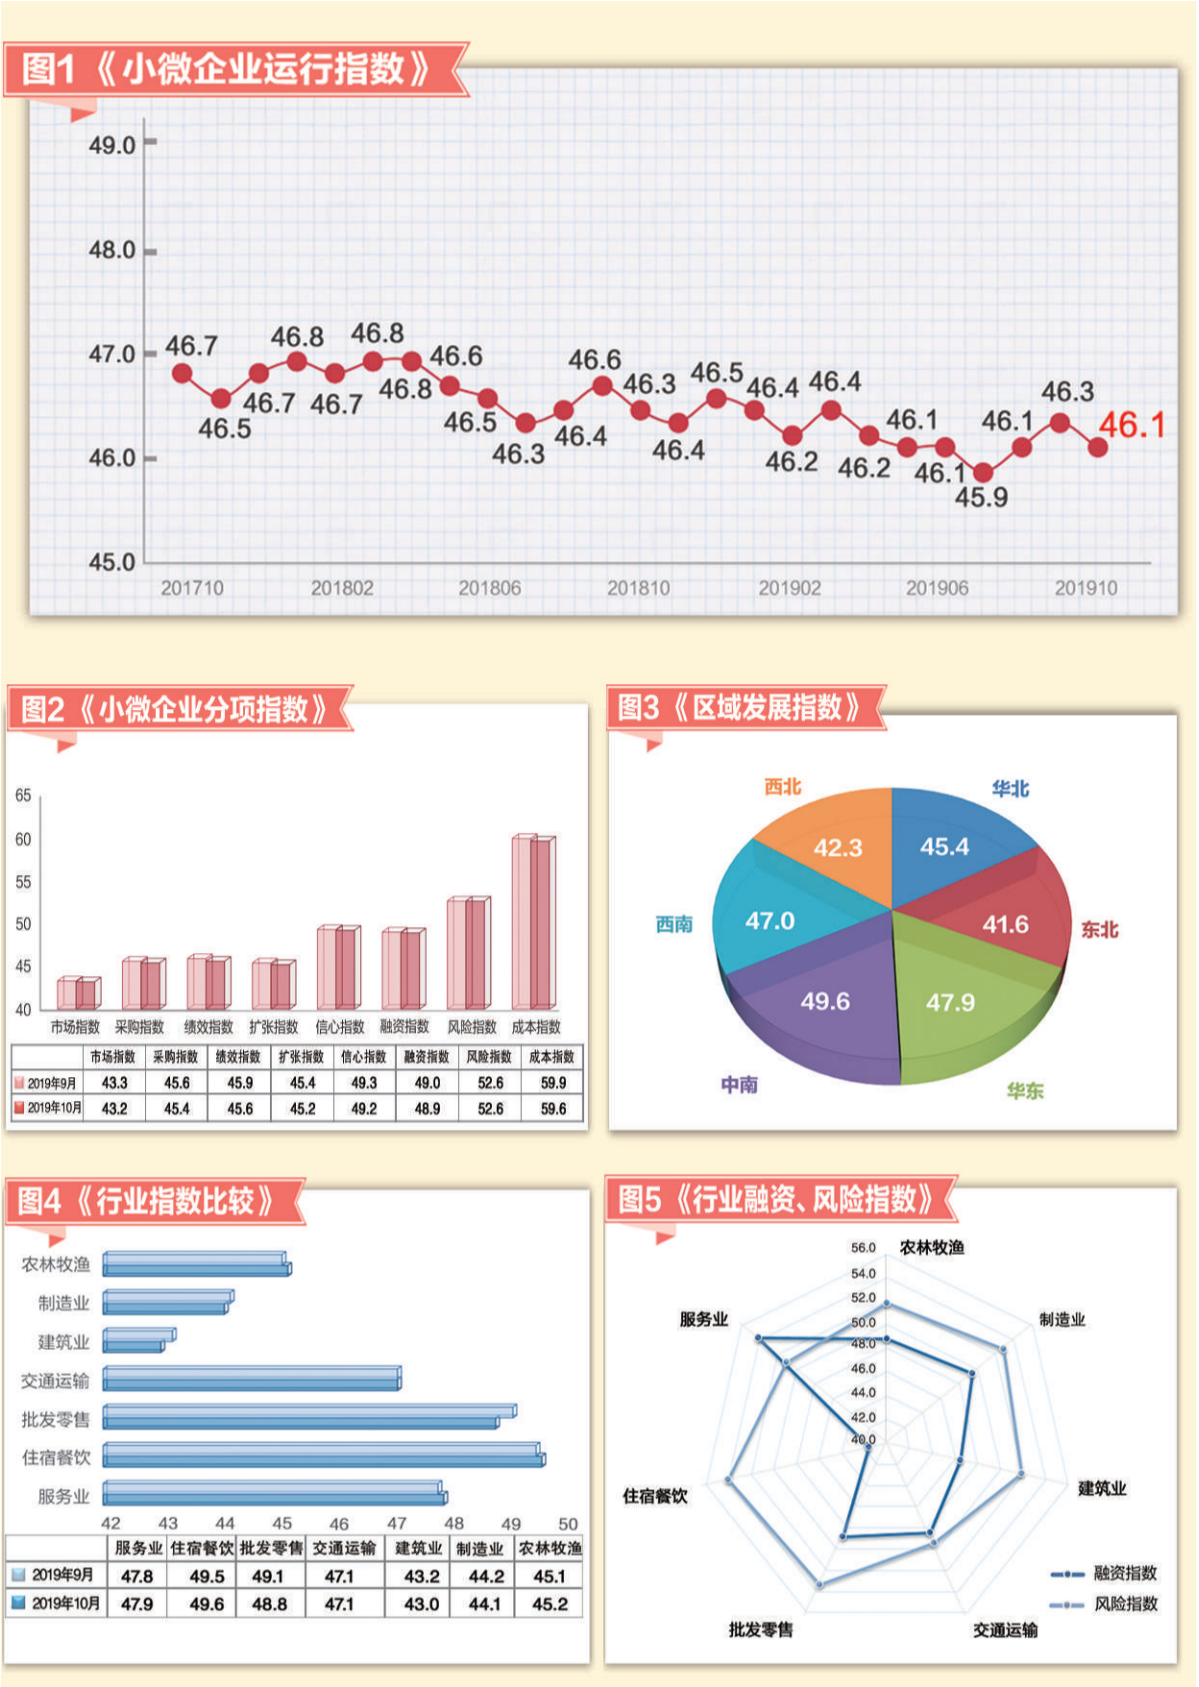 图1《小微企业运行指数》
49.0
48.0
47.0
46.0
45.0
46.7
46.5
46.7
46.8
46.7
46.8
46.8
46.6
46.5
46.3
46.4
46.6
46.3
46.4
46.5
46.4
46.2
46.4
46.2
46.1
46.1
45.9
46.1
46.3
46.1
201710 201802 201806 201810 201902 201906 201910
图2《小微企业分项指数》
65
60
55
50
45
40
市场指数 采购指数 绩效指数 扩张指数 信心指数 融资指数 风险指数 成本指数
市场指数 采购指数 绩效指数 扩张指数 信心指数 融资指数 风险指数 成本指数
2019年9月 43.3 45.6 45.9 45.4 49.3 49.0 52.6 59.9
2019年10月 43.2 45.4 45.6 45.2 49.2 48.9 52.6 59.6
图3《区域发展指数》
西北 华北
42.3 45.4
西南 47.0 41.6 东北
49.6 47.9
中南 华东
图4《行业指数比较》
农林牧渔
制造业
建筑业
交通运输
批发零售
住宿餐饮
服务业
42 43 44 45 46 47 48 49 50
服务业 住宿餐饮 批发零售 交通运输 建筑业 制造业 农林牧渔
2019年9月 47.8 49.5 49.1 47.1 43.2 44.2 45.1
2019年10月 47.9 49.6 48.8 47.1 43.0 44.1 45.2
图5《行业融资、风险指数》
56.0 农林牧渔
54.0
52.0
50.0
48.0
46.0
44.0
42.0
40.0
服务业 制造业
住宿餐饮 建筑业
批发零售 交通运输
融资指数
风险指数